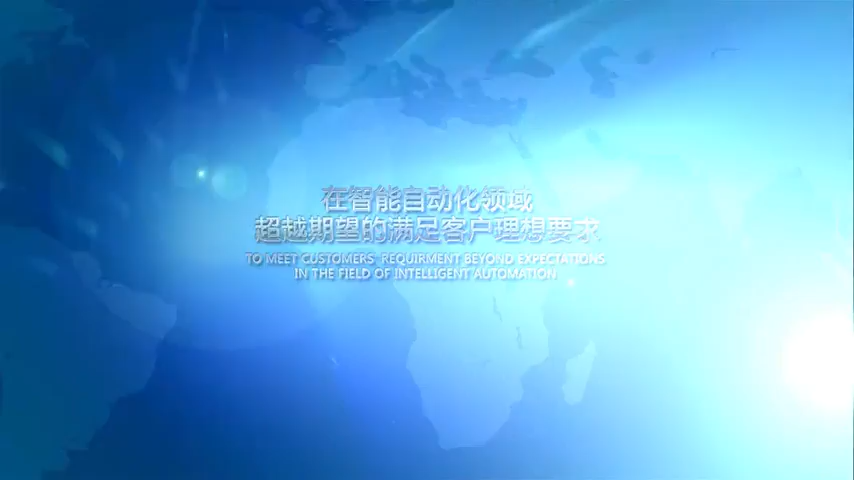 在智能自动化领域
超越期望的满足客户理想要求
TO MEET CUSTOMERS' REQUIRMENT BEYOND EXPECTATIONS
IN THE FIELD OF INTELLIGENT AUTOMATION